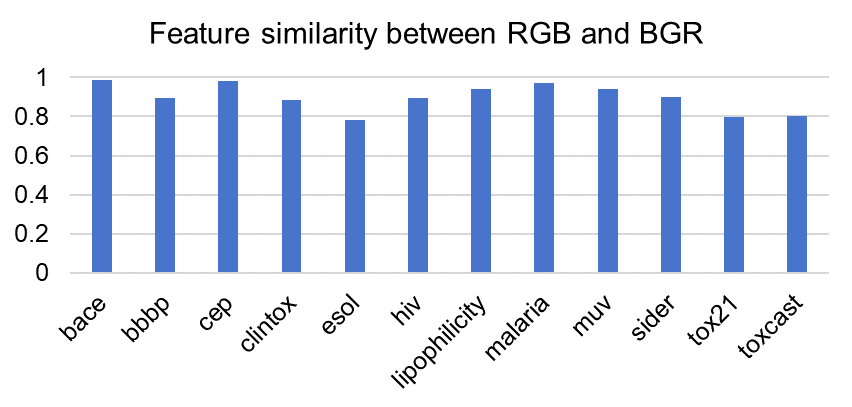 Feature similarity between RGB and BGR
1
0.8
0.6
0.4
0.2
0
bace
bbbp
cep
clintox
esol
hiv
lipophilicity
malaria
muv
sider
tox21
toxcast